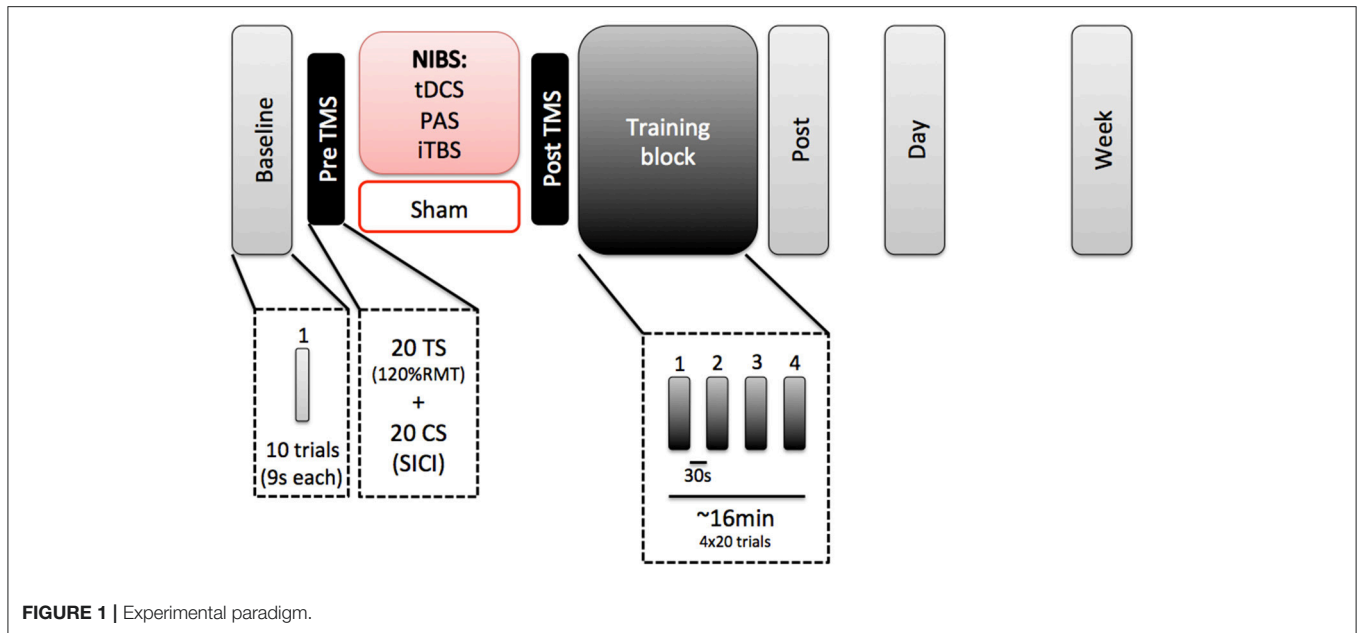 Baseline
Pre TMS
NIBS:
tDCS
PAS
iTBS
Sham
Post TMS
Training
block
Post
Day
Week
1
10 trials
(9s each)
20 TS
(120%RMT)
+
20 CS
(SICI)
1 2 3 4
30s
~16min
4x20 trials
FIGURE 1 | Experimental paradigm.